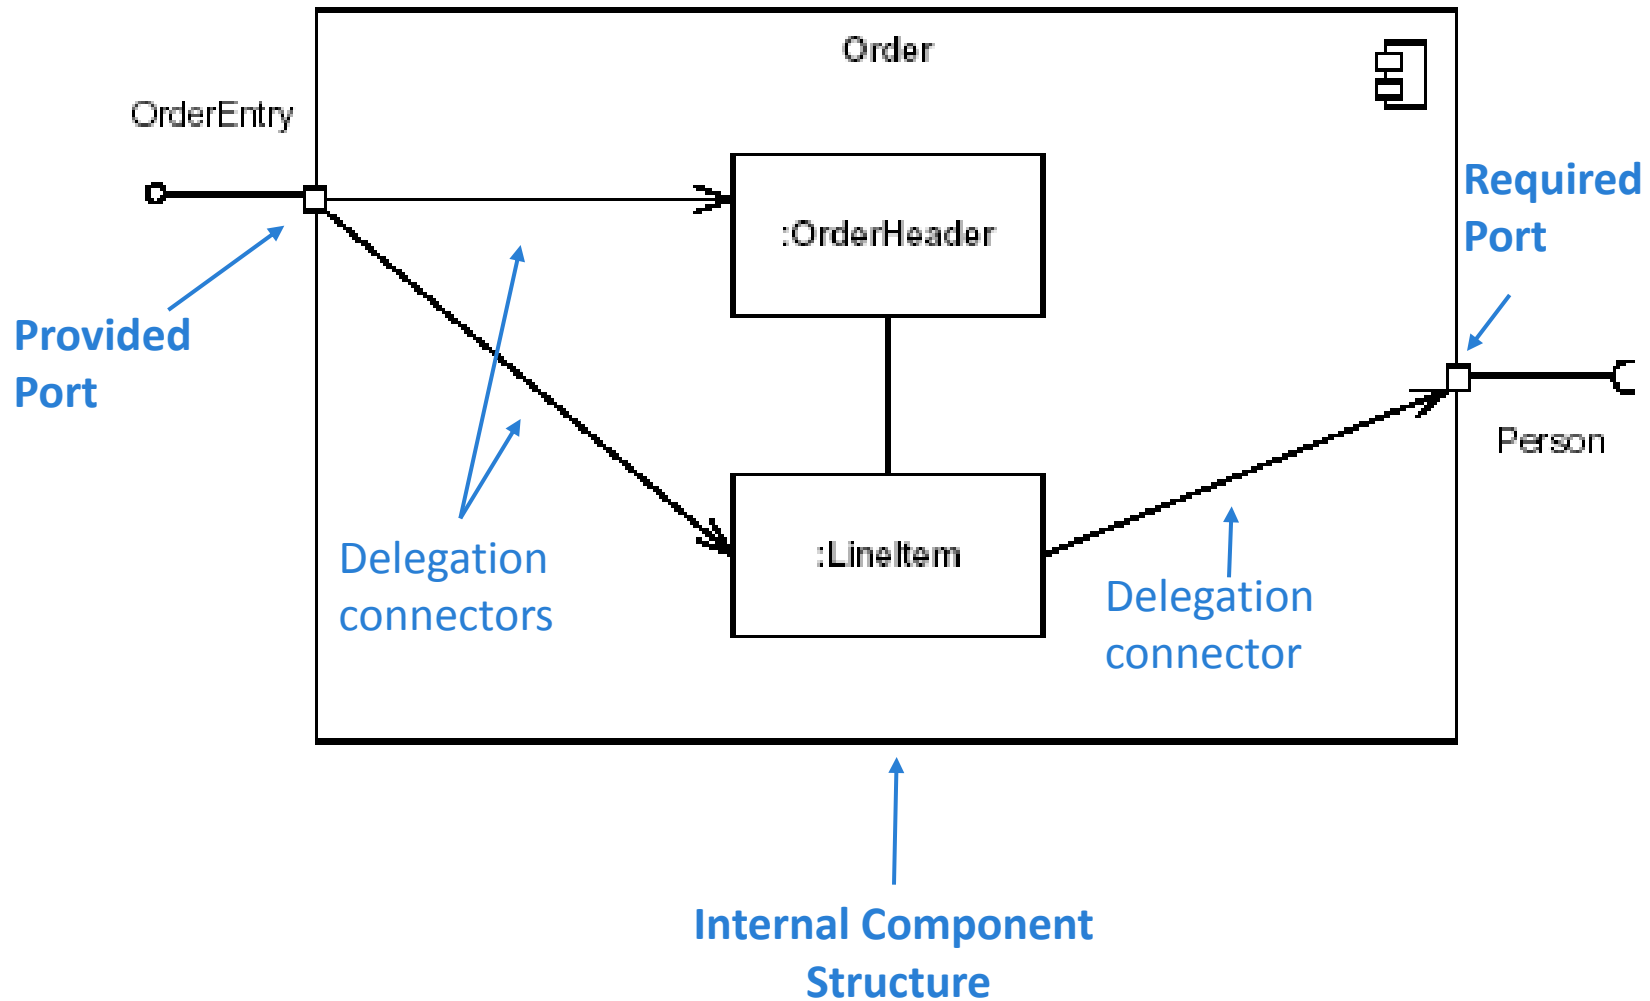 Order
OrderEntry
Required
Port
:OrderHeader
Provided
Port
Person
Delegation
connectors
:LineItem
Delegation
connector
Internal Component
Structure